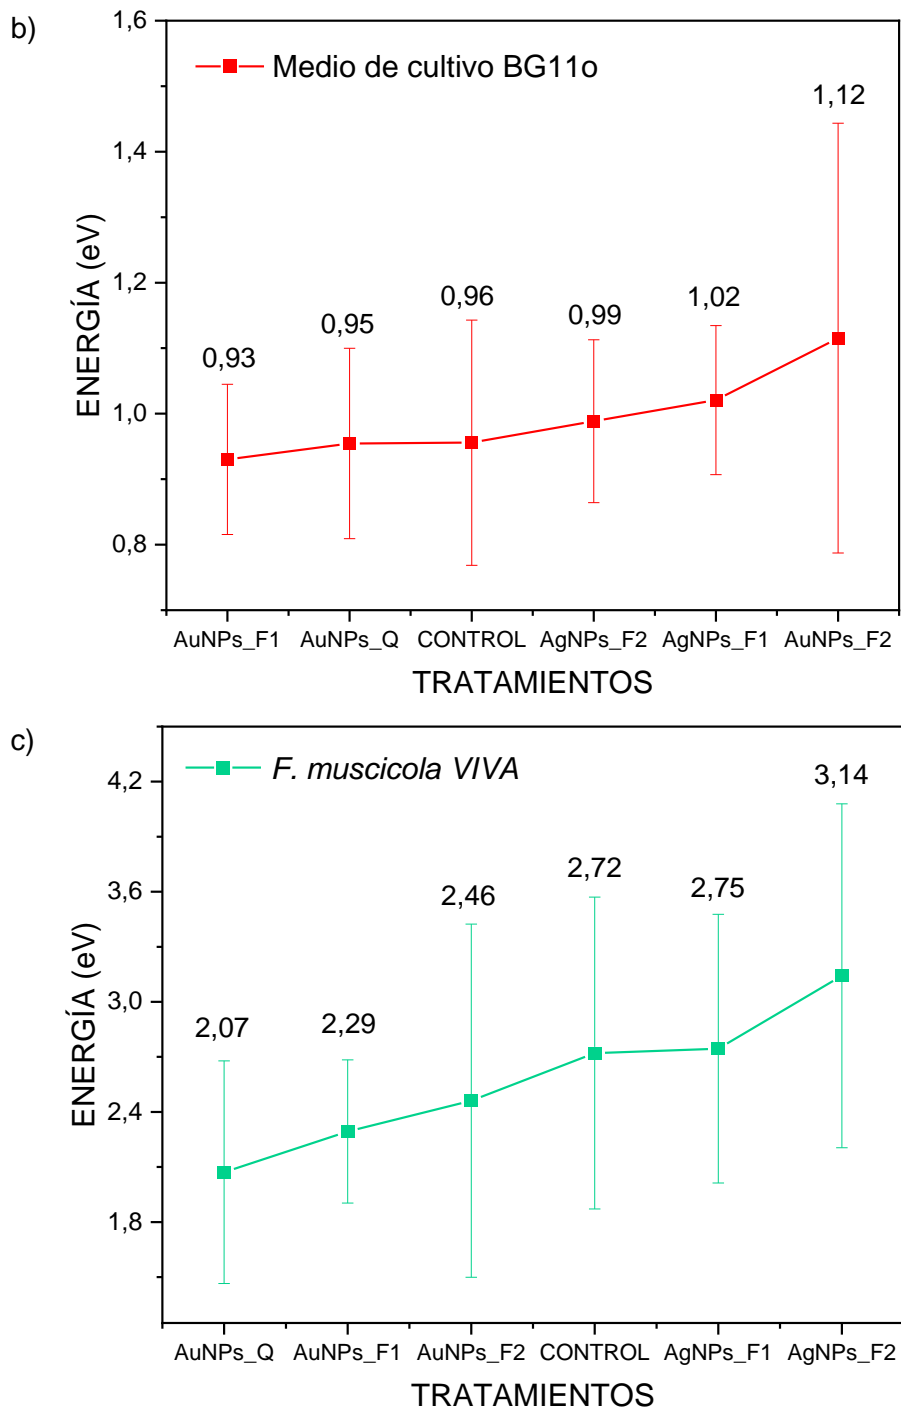 b)
Medio de cultivo BG11o
ENERGÍA (eV)
1,6
1,4
1,2
1,0
0,8
0,93
0,95
0,96
0,99
1,02
1,12
AuNPs_F1 AuNPs_Q CONTROL AgNPs_F2 AgNPs_F1 AuNPs_F2
TRATAMIENTOS
c)
F. muscicola VIVA
ENERGÍA (eV)
4,2
3,6
3,0
2,4
1,8
2,07
2,29
2,46
2,72
2,75
3,14
AuNPs_Q AuNPs_F1 AuNPs_F2 CONTROL AgNPs_F1 AgNPs_F2
TRATAMIENTOS